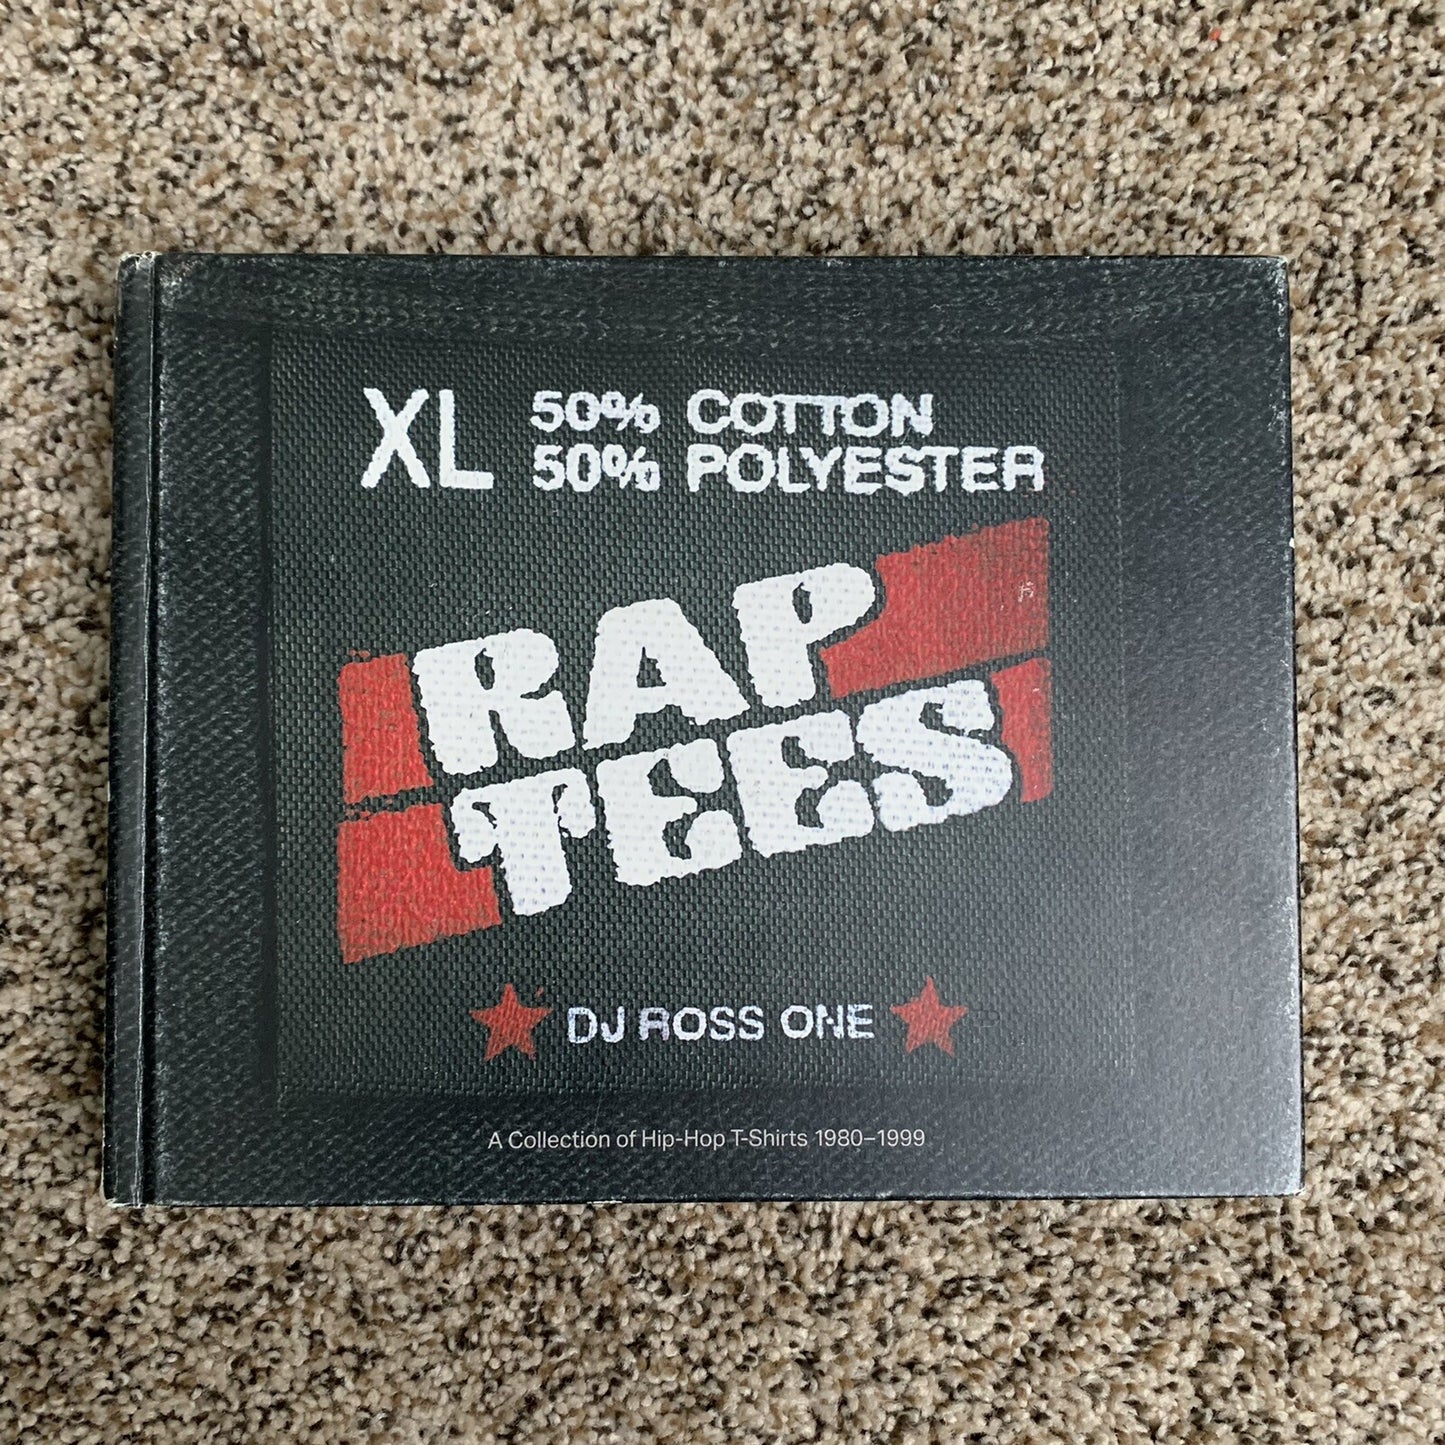 XL 50% COTTON
50% POLYESTER
RAP
TEES
DJ ROSS ONE
A Collection of Hip-Hop T-Shirts 1980–1999